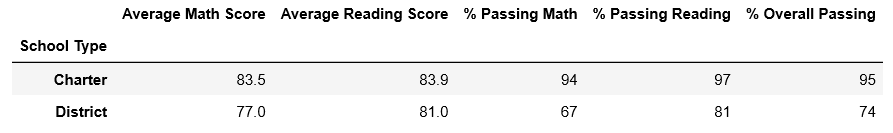 Average Math Score Average Reading Score % Passing Math % Passing Reading % Overall Passing
School Type
Charter 83.5 83.9 94 97 95
District 77.0 81.0 67 81 74